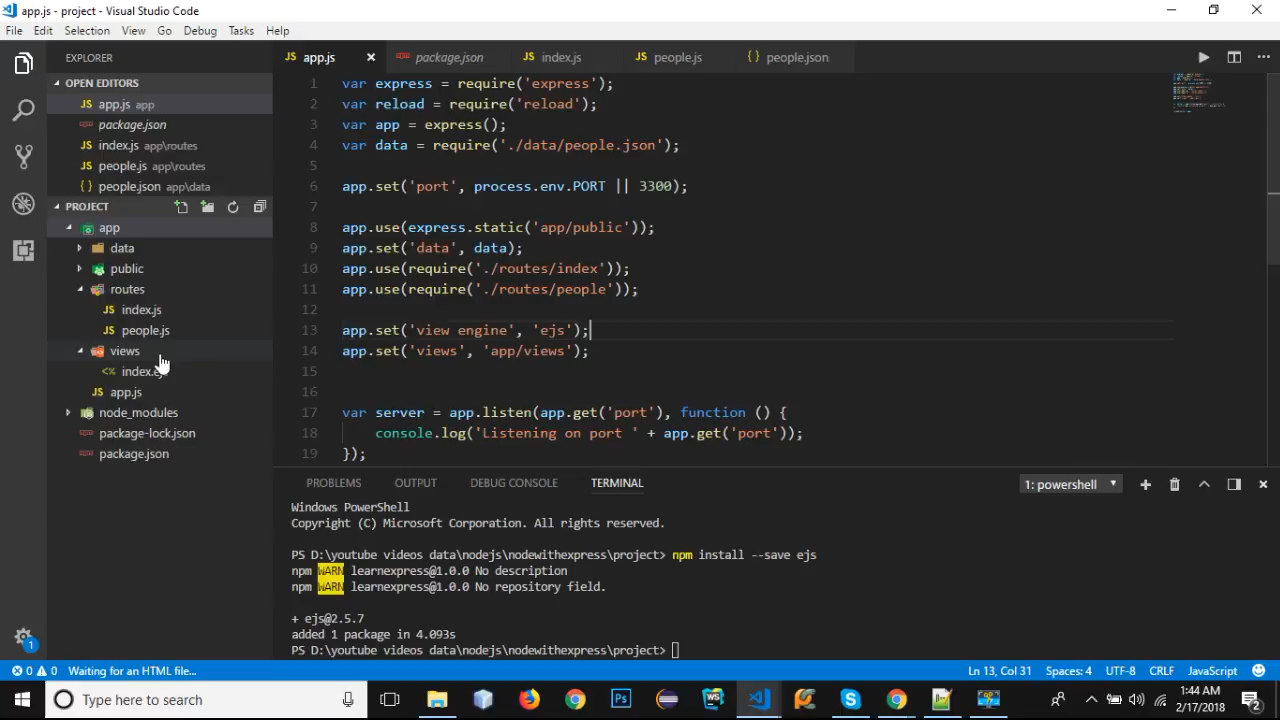 app.js - project - Visual Studio Code
File Edit Selection View Go Debug Tasks Help
EXPLORER
OPEN EDITORS
JS app.js app
package.json
JS index.js app\routes
JS people.js app\routes
{ } people.json app\data
PROJECT
app
data
public
routes
JS index.js
JS people.js
views
<% index.ej
JS app.js
node_modules
package-lock.json
package.json
JS app.js package.json JS index.js JS people.js { } people.json
1 var express = require('express');
2 var reload = require('reload');
3 var app = express();
4 var data = require('./data/people.json');
5
6 app.set('port', process.env.PORT || 3300);
7
8 app.use(express.static('app/public'));
9 app.set('data', data);
10 app.use(require('./routes/index'));
11 app.use(require('./routes/people'));
12
13 app.set('view engine', 'ejs');
14 app.set('views', 'app/views');
15
16
17 var server = app.listen(app.get('port'), function () {
18 console.log('Listening on port ' + app.get('port'));
19 });
PROBLEMS OUTPUT DEBUG CONSOLE TERMINAL 1: powershell
Windows PowerShell
Copyright (C) Microsoft Corporation. All rights reserved.
PS D:\youtube videos data\nodejs\nodewithexpress\project> npm install --save ejs
npm WARN learnexpress@1.0.0 No description
npm WARN learnexpress@1.0.0 No repository field.
+ ejs@2.5.7
added 1 package in 4.093s
PS D:\youtube videos data\nodejs\nodewithexpress\project>
1
0 0 Waiting for an HTML file... Ln 13, Col 31 Spaces: 4 UTF-8 CRLF JavaScript
Type here to search
Ps
WS
1:44 AM
2/17/2018
2